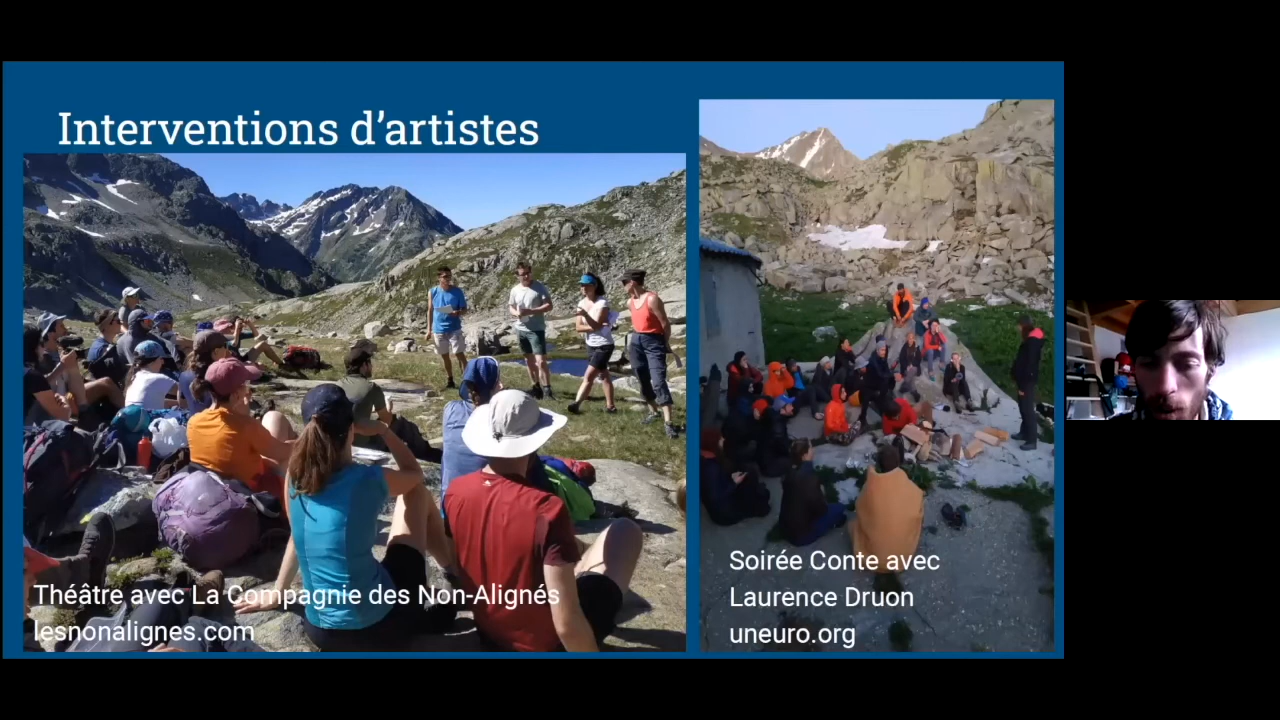 Interventions d'artistes
Théâtre avec La Compagnie des Non-Alignés
lesnonalignes.com
Soirée Conte avec
Laurence Druon
uneuro.org